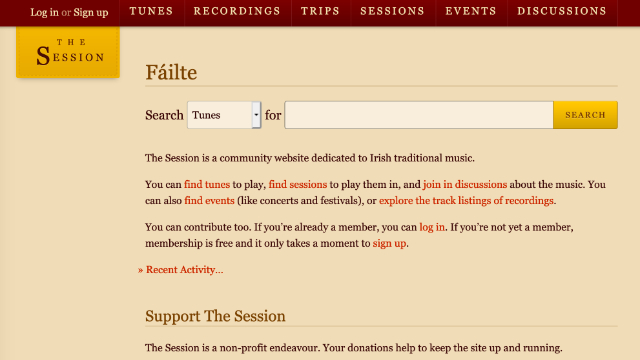 Log in or Sign up TUNES RECORDINGS TRIPS SESSIONS EVENTS DISCUSSIONS
THE
SESSION
Fáilte
Search Tunes for SEARCH
The Session is a community website dedicated to Irish traditional music.
You can find tunes to play, find sessions to play them in, and join in discussions about the music. You
can also find events (like concerts and festivals), or explore the track listings of recordings.
You can contribute too. If you’re already a member, you can log in. If you’re not yet a member,
membership is free and it only takes a moment to sign up.
» Recent Activity…
Support The Session
The Session is a non-profit endeavour. Your donations help to keep the site up and running.